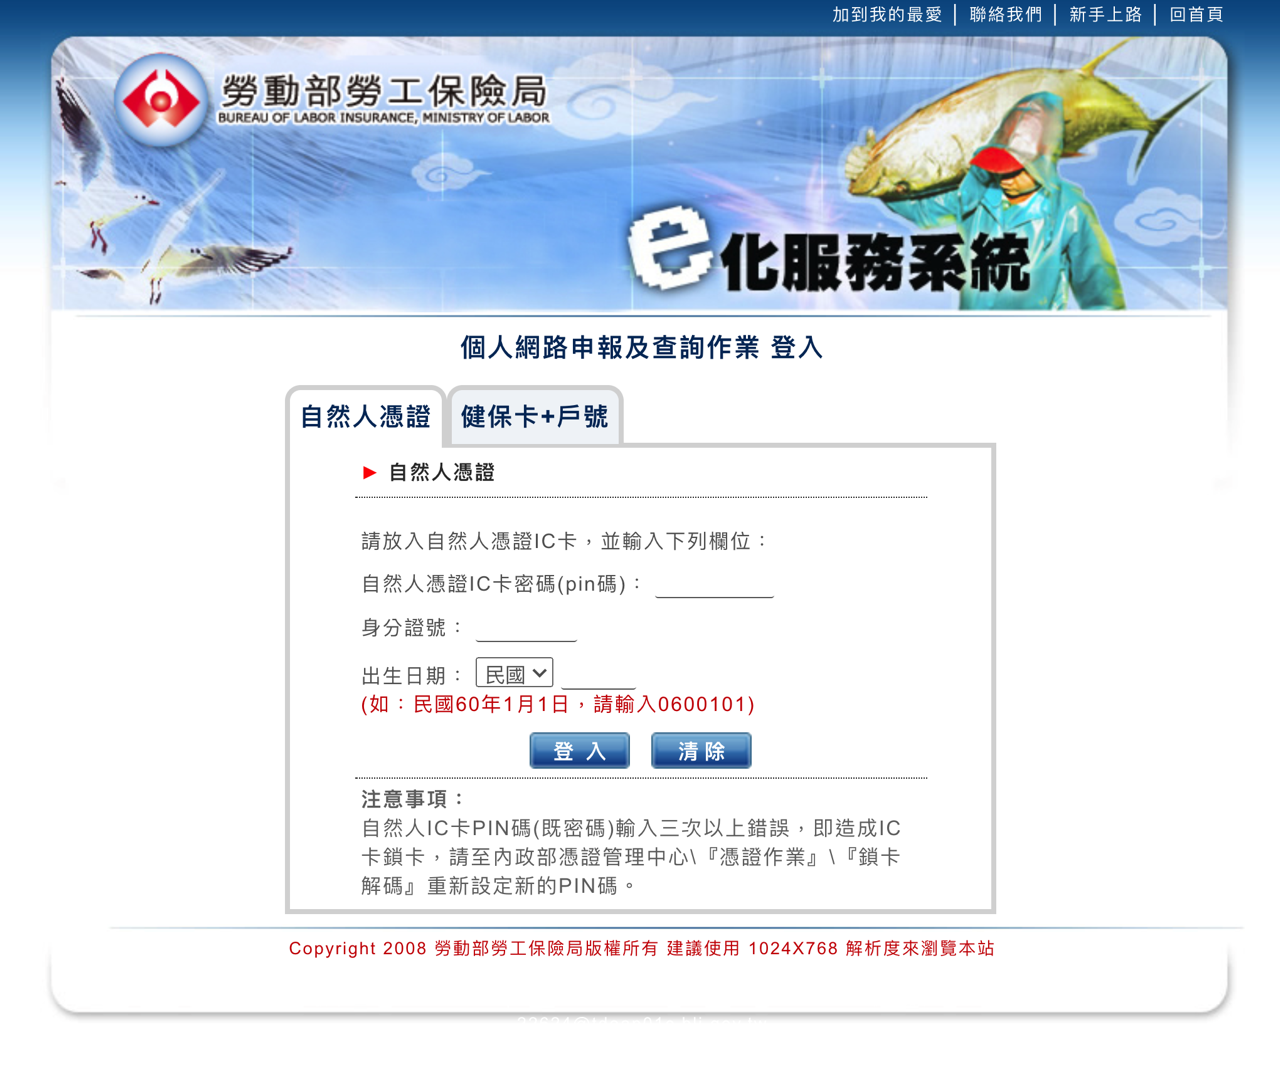 加到我的最愛│ 聯絡我們│ 新手上路│ 回首頁
勞動部勞工保險局
BUREAU OF LABOR INSURANCE, MINISTRY OF LABOR
e化服務系統
個人網路申報及查詢作業 登入
自然人憑證 健保卡+戶號
► 自然人憑證
請放入自然人憑證IC卡，並輸入下列欄位：
自然人憑證IC卡密碼(pin碼)：
身分證號：
出生日期： 民國
(如：民國60年1月1日，請輸入0600101)
登 入 清除
注意事項：
自然人IC卡PIN碼(既密碼)輸入三次以上錯誤，即造成IC
卡鎖卡，請至內政部憑證管理中心\『憑證作業』\『鎖卡
解碼』重新設定新的PIN碼。
Copyright 2008 勞動部勞工保險局版權所有 建議使用 1024X768 解析度來瀏覽本站